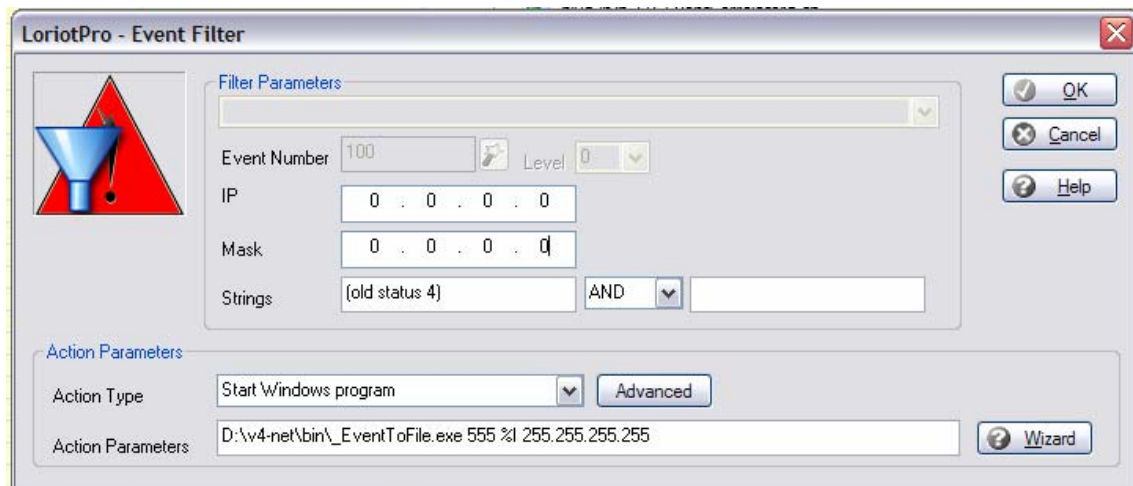 LoriotPro - Event Filter
Filter Parameters
Event Number 100 Level 0
IP 0 . 0 . 0 . 0
Mask 0 . 0 . 0 . 0
Strings (old status 4) AND
OK
Cancel
Help
Action Parameters
Action Type Start Windows program Advanced
Action Parameters D:\v4-net\bin\_EventToFile.exe 555 %I 255.255.255.255 Wizard